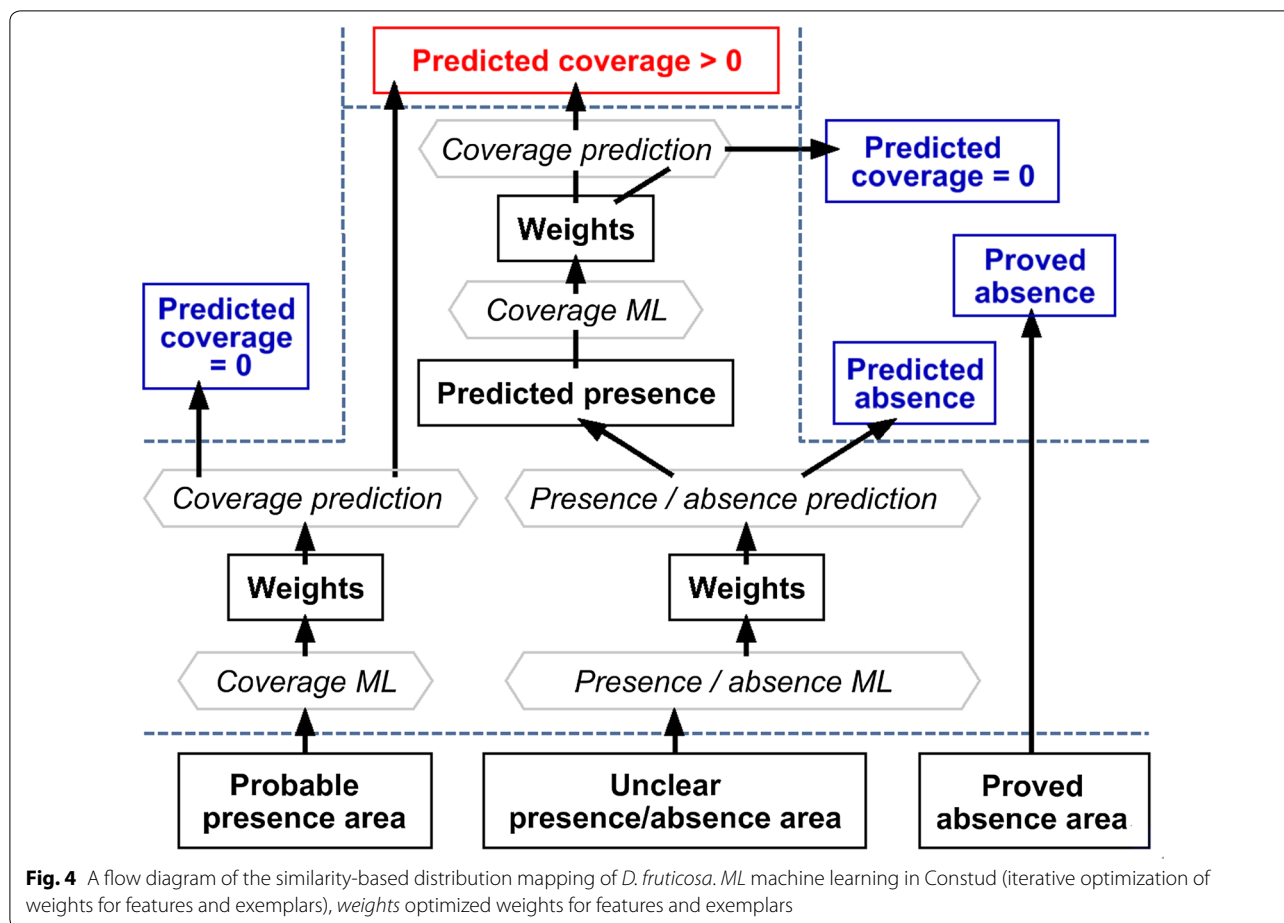 Predicted coverage > 0
Coverage prediction
Predicted
coverage = 0
Weights
Proved
absence
Coverage ML
Predicted
coverage
= 0
Predicted presence
Predicted
absence
Coverage prediction
Presence / absence prediction
Weights
Weights
Coverage ML
Presence / absence ML
Probable
presence area
Unclear
presence/absence area
Proved
absence area
Fig. 4 A flow diagram of the similarity-based distribution mapping of D. fruticosa. ML machine learning in Constud (iterative optimization of
weights for features and exemplars), weights optimized weights for features and exemplars